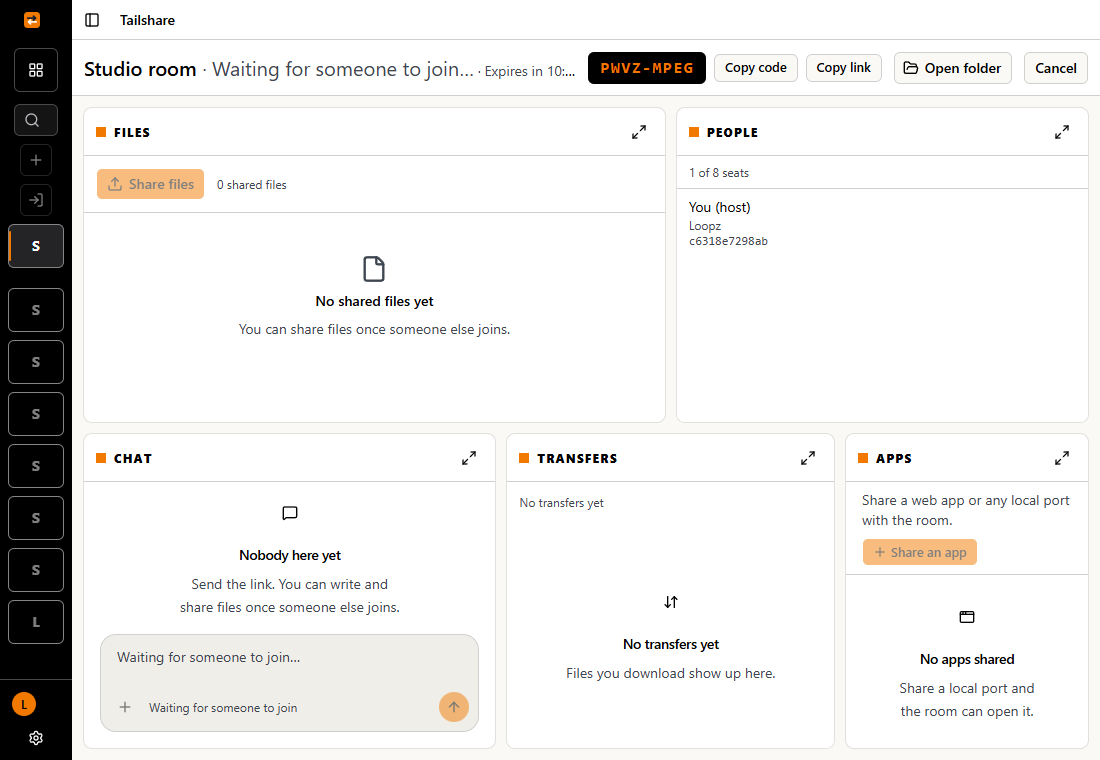 Tailshare
Studio room · Waiting for someone to join... · Expires in 10:...
PWVZ-MPEG
Copy code
Copy link
Open folder
Cancel
S
S
S
S
S
S
S
L
L
FILES
Share files
0 shared files
No shared files yet
You can share files once someone else joins.
PEOPLE
1 of 8 seats
You (host)
Loopz
c6318e7298ab
CHAT
Nobody here yet
Send the link. You can write and
share files once someone else joins.
Waiting for someone to join...
Waiting for someone to join
TRANSFERS
No transfers yet
No transfers yet
Files you download show up here.
APPS
Share a web app or any local port
with the room.
Share an app
No apps shared
Share a local port and
the room can open it.